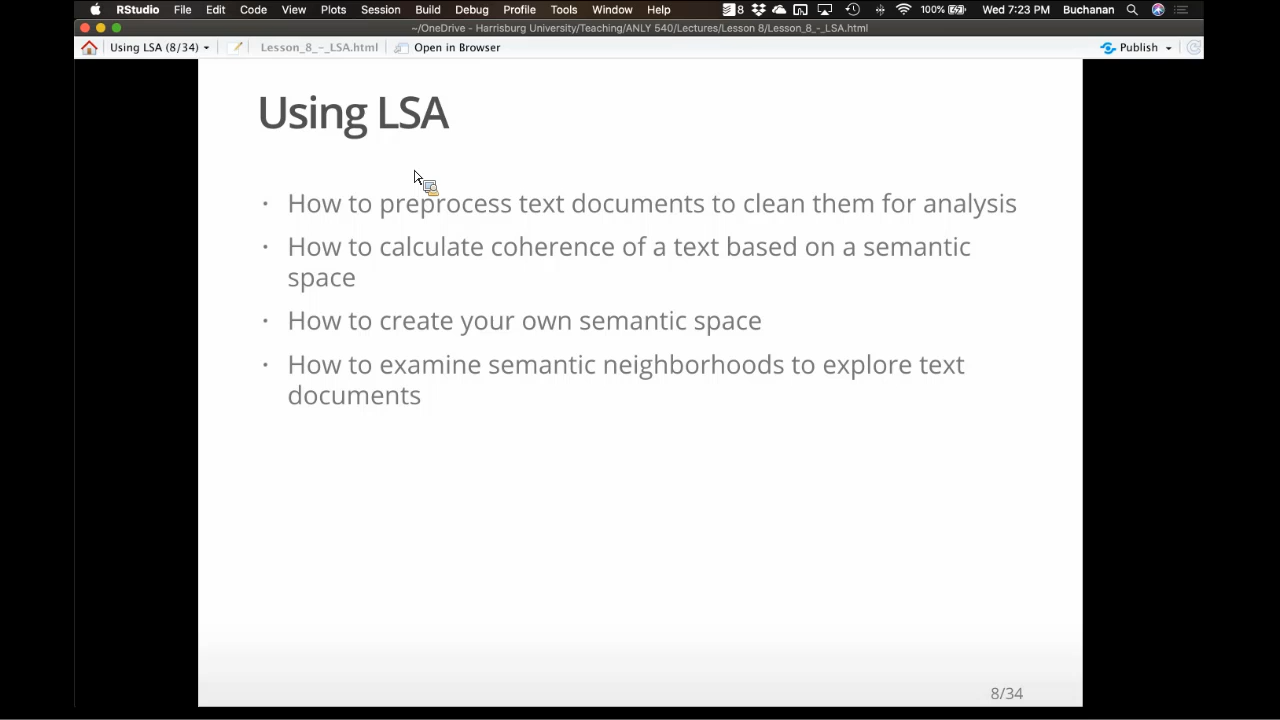 RStudio File Edit Code View Plots Session Build Debug Profile Tools Window Help 8 100% Wed 7:23 PM Buchanan
~/OneDrive - Harrisburg University/Teaching/ANLY 540/Lectures/Lesson 8/Lesson_8_-_LSA.html
Using LSA (8/34) Lesson_8_-_LSA.html Open in Browser Publish
Using LSA
· How to preprocess text documents to clean them for analysis
· How to calculate coherence of a text based on a semantic
space
· How to create your own semantic space
· How to examine semantic neighborhoods to explore text
documents
8/34